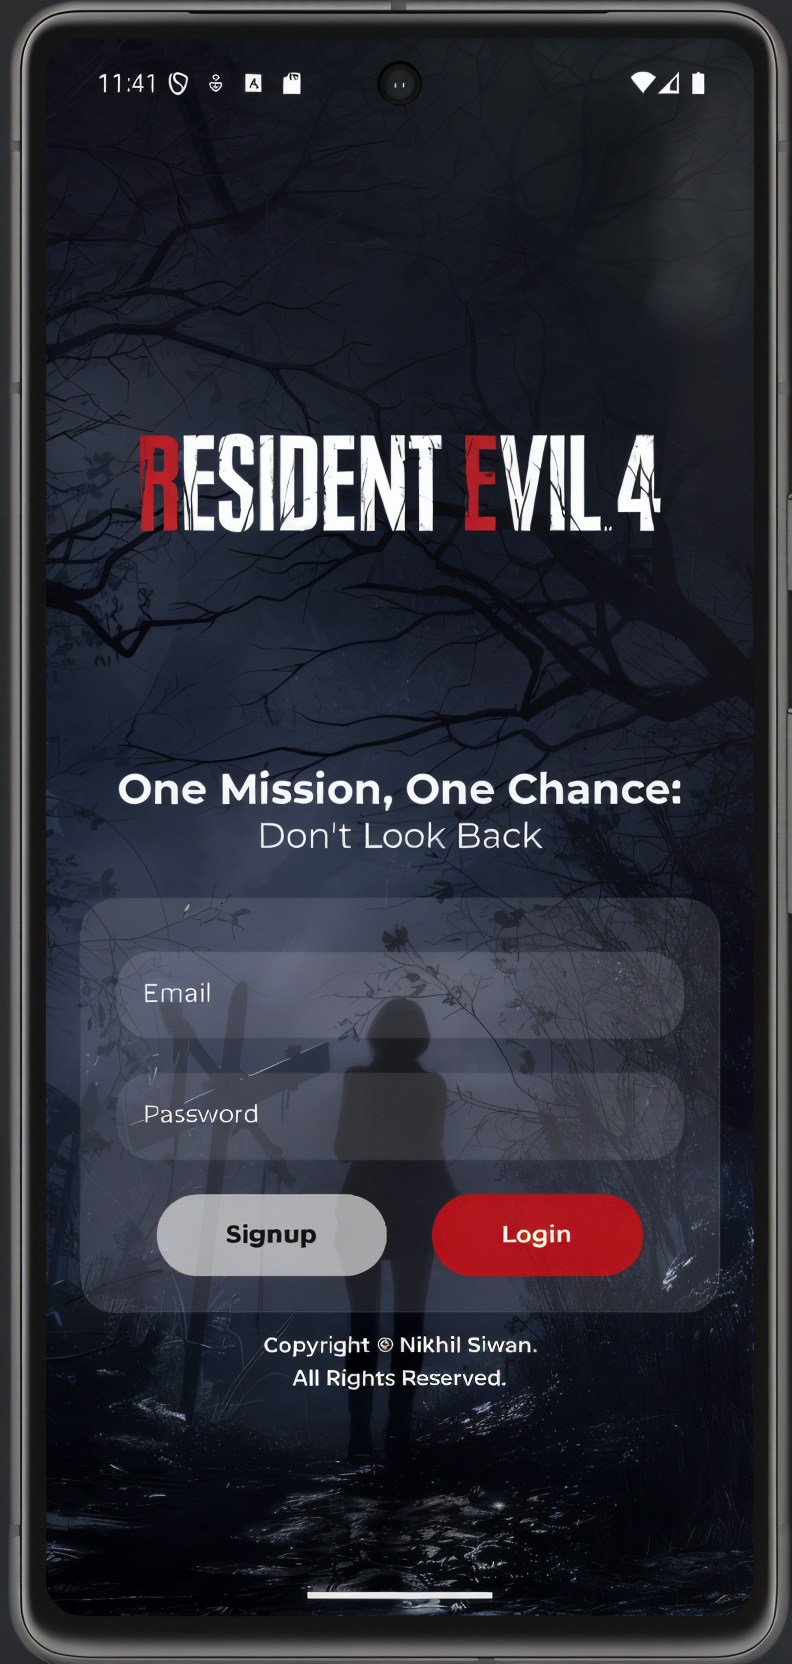 11:41
RESIDENT EVIL 4
One Mission, One Chance:
Don't Look Back
Email
Password
Signup Login
Copyright © Nikhil Siwan.
All Rights Reserved.